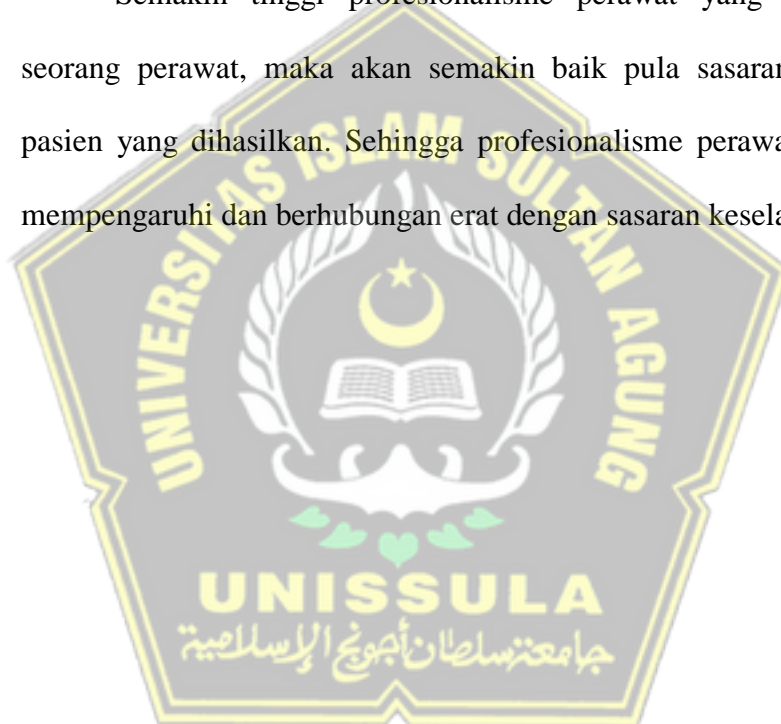 Semakin tinggi profesionalisme perawat yang
seorang perawat, maka akan semakin baik pula sasaran
pasien yang dihasilkan. Sehingga profesionalisme perawa
mempengaruhi dan berhubungan erat dengan sasaran kesela
UNIVERSITAS ISLAM SULTAN AGUNG
UNISSULA
جامعة سلطان أجونج الإسلامية